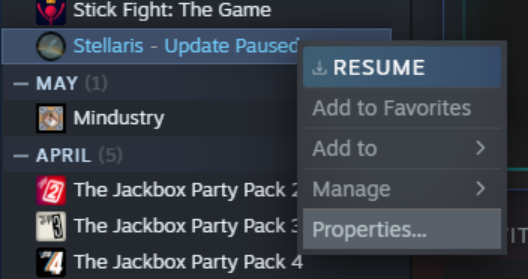 Stick Fight: The Game
Stellaris - Update Paused
RESUME
— MAY (1)
Add to Favorites
Mindustry
Add to
— APRIL (5)
Manage
The Jackbox Party Pack 2
The Jackbox Party Pack 3
Properties...
The Jackbox Party Pack 4